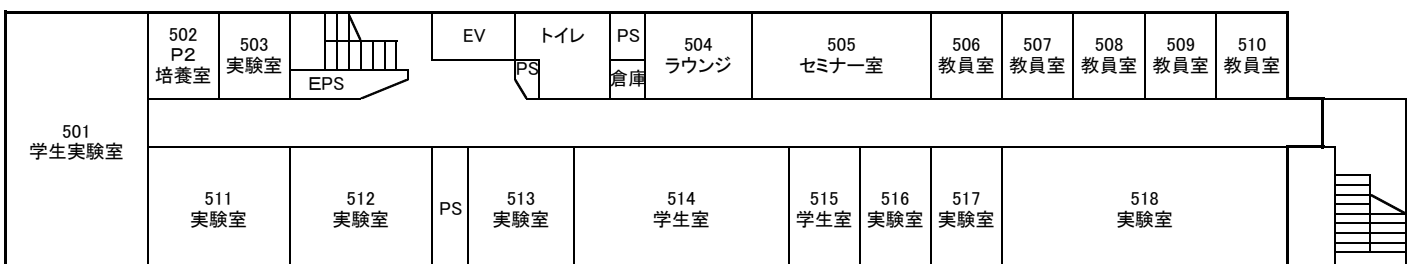 501
学生実験室
502
P2
培養室
503
実験室
EPS
EV
トイレ
PS
PS
倉庫
504
ラウンジ
505
セミナー室
506
教員室
507
教員室
508
教員室
509
教員室
510
教員室
511
実験室
512
実験室
PS
513
実験室
514
学生室
515
学生室
516
実験室
517
実験室
518
実験室